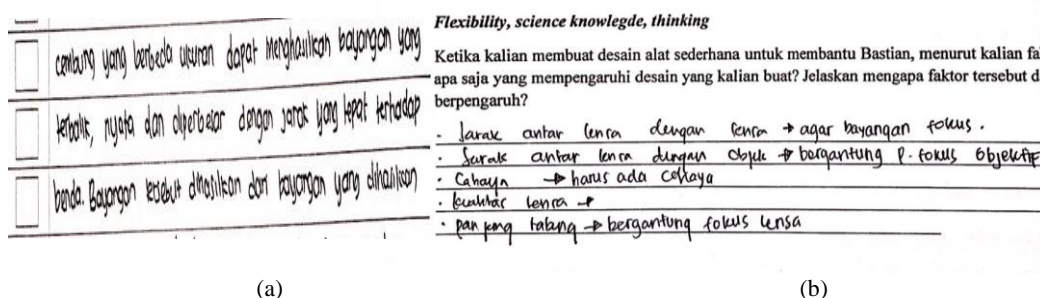 cembung yang berbeda ukuran dapat menghasilkan bayangan yang
terbalik, nyata dan diperbesar dengan jarak yang tepat terhadap
benda. Bayangan tersebut dihasilkan dari bayangan yang dihasilkan
(a)
Flexibility, science knowlegde, thinking
Ketika kalian membuat desain alat sederhana untuk membantu Bastian, menurut kalian fa
apa saja yang mempengaruhi desain yang kalian buat? Jelaskan mengapa faktor tersebut d
berpengaruh?
- Jarak antar lensa dengan lensa → agar bayangan fokus.
- Jarak antar lensa dengan objek → bergantung p. fokus objektif
- Cahaya → harus ada cahaya
- kualitas lensa →
- panjang tabung → bergantung fokus lensa
(b)